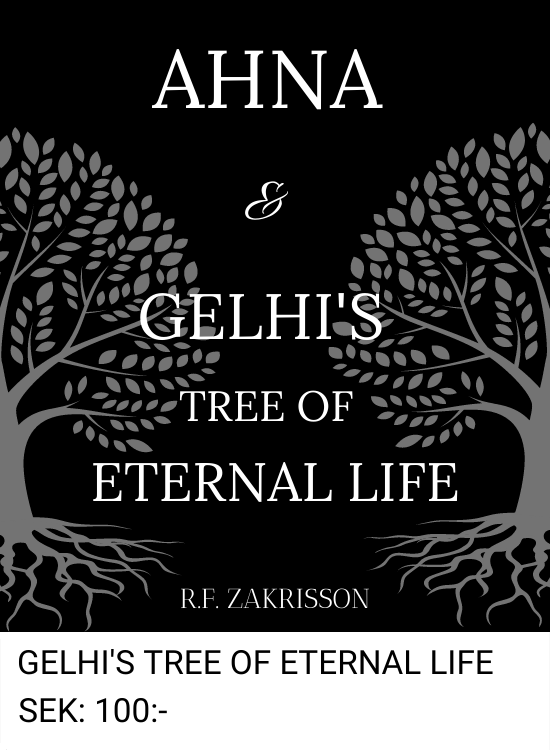 AHNA
&
GELHI'S
TREE OF
ETERNAL LIFE
R.F. ZAKRISSON
GELHI'S TREE OF ETERNAL LIFE
SEK: 100:-